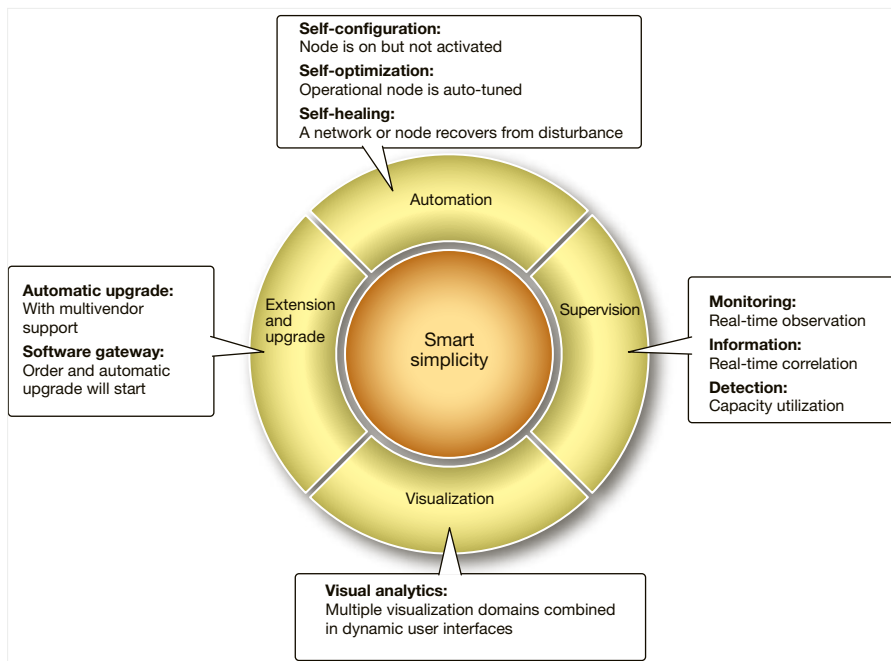 Self-configuration:
Node is on but not activated
Self-optimization:
Operational node is auto-tuned
Self-healing:
A network or node recovers from disturbance
Automation
Automatic upgrade:
With multivendor
support
Software gateway:
Order and automatic
upgrade will start
Extension
and
upgrade
Smart
simplicity
Supervision
Monitoring:
Real-time observation
Information:
Real-time correlation
Detection:
Capacity utilization
Visualization
Visual analytics:
Multiple visualization domains combined
in dynamic user interfaces